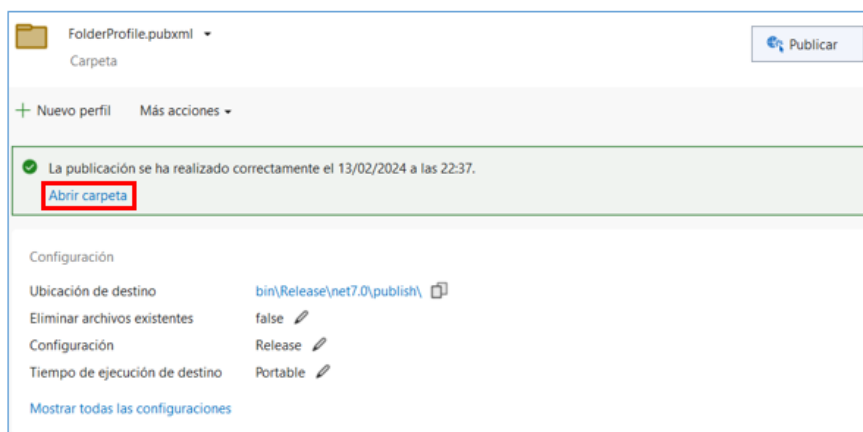 FolderProfile.pubxml
Carpeta
Publicar
Nuevo perfil Más acciones
La publicación se ha realizado correctamente el 13/02/2024 a las 22:37.
Abrir carpeta
Configuración
Ubicación de destino bin\Release\net7.0\publish\
Eliminar archivos existentes false
Configuración Release
Tiempo de ejecución de destino Portable
Mostrar todas las configuraciones